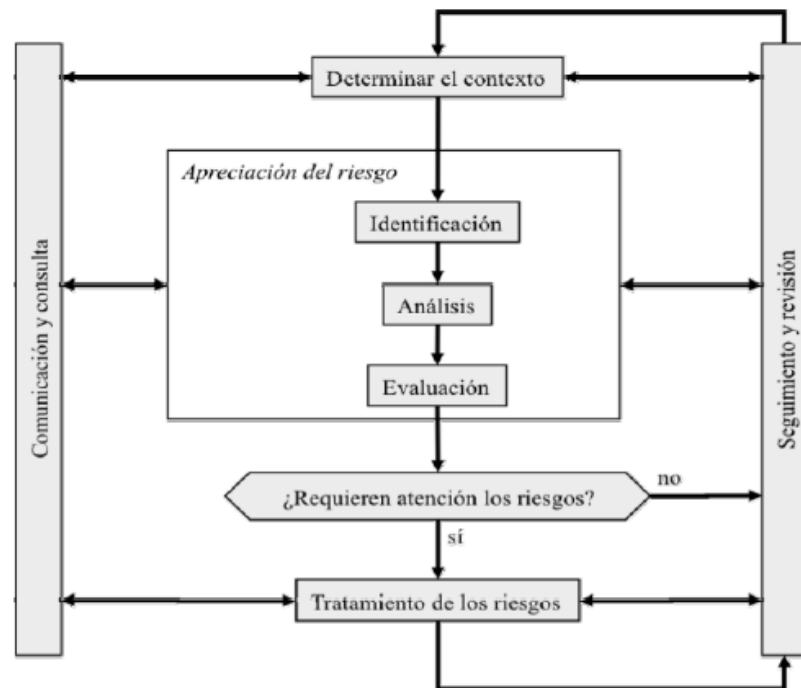 Determinar el contexto
Apreciación del riesgo
Identificación
Análisis
Evaluación
Comunicación y consulta
Seguimiento y revisión
¿Requieren atención los riesgos?
no
sí
Tratamiento de los riesgos